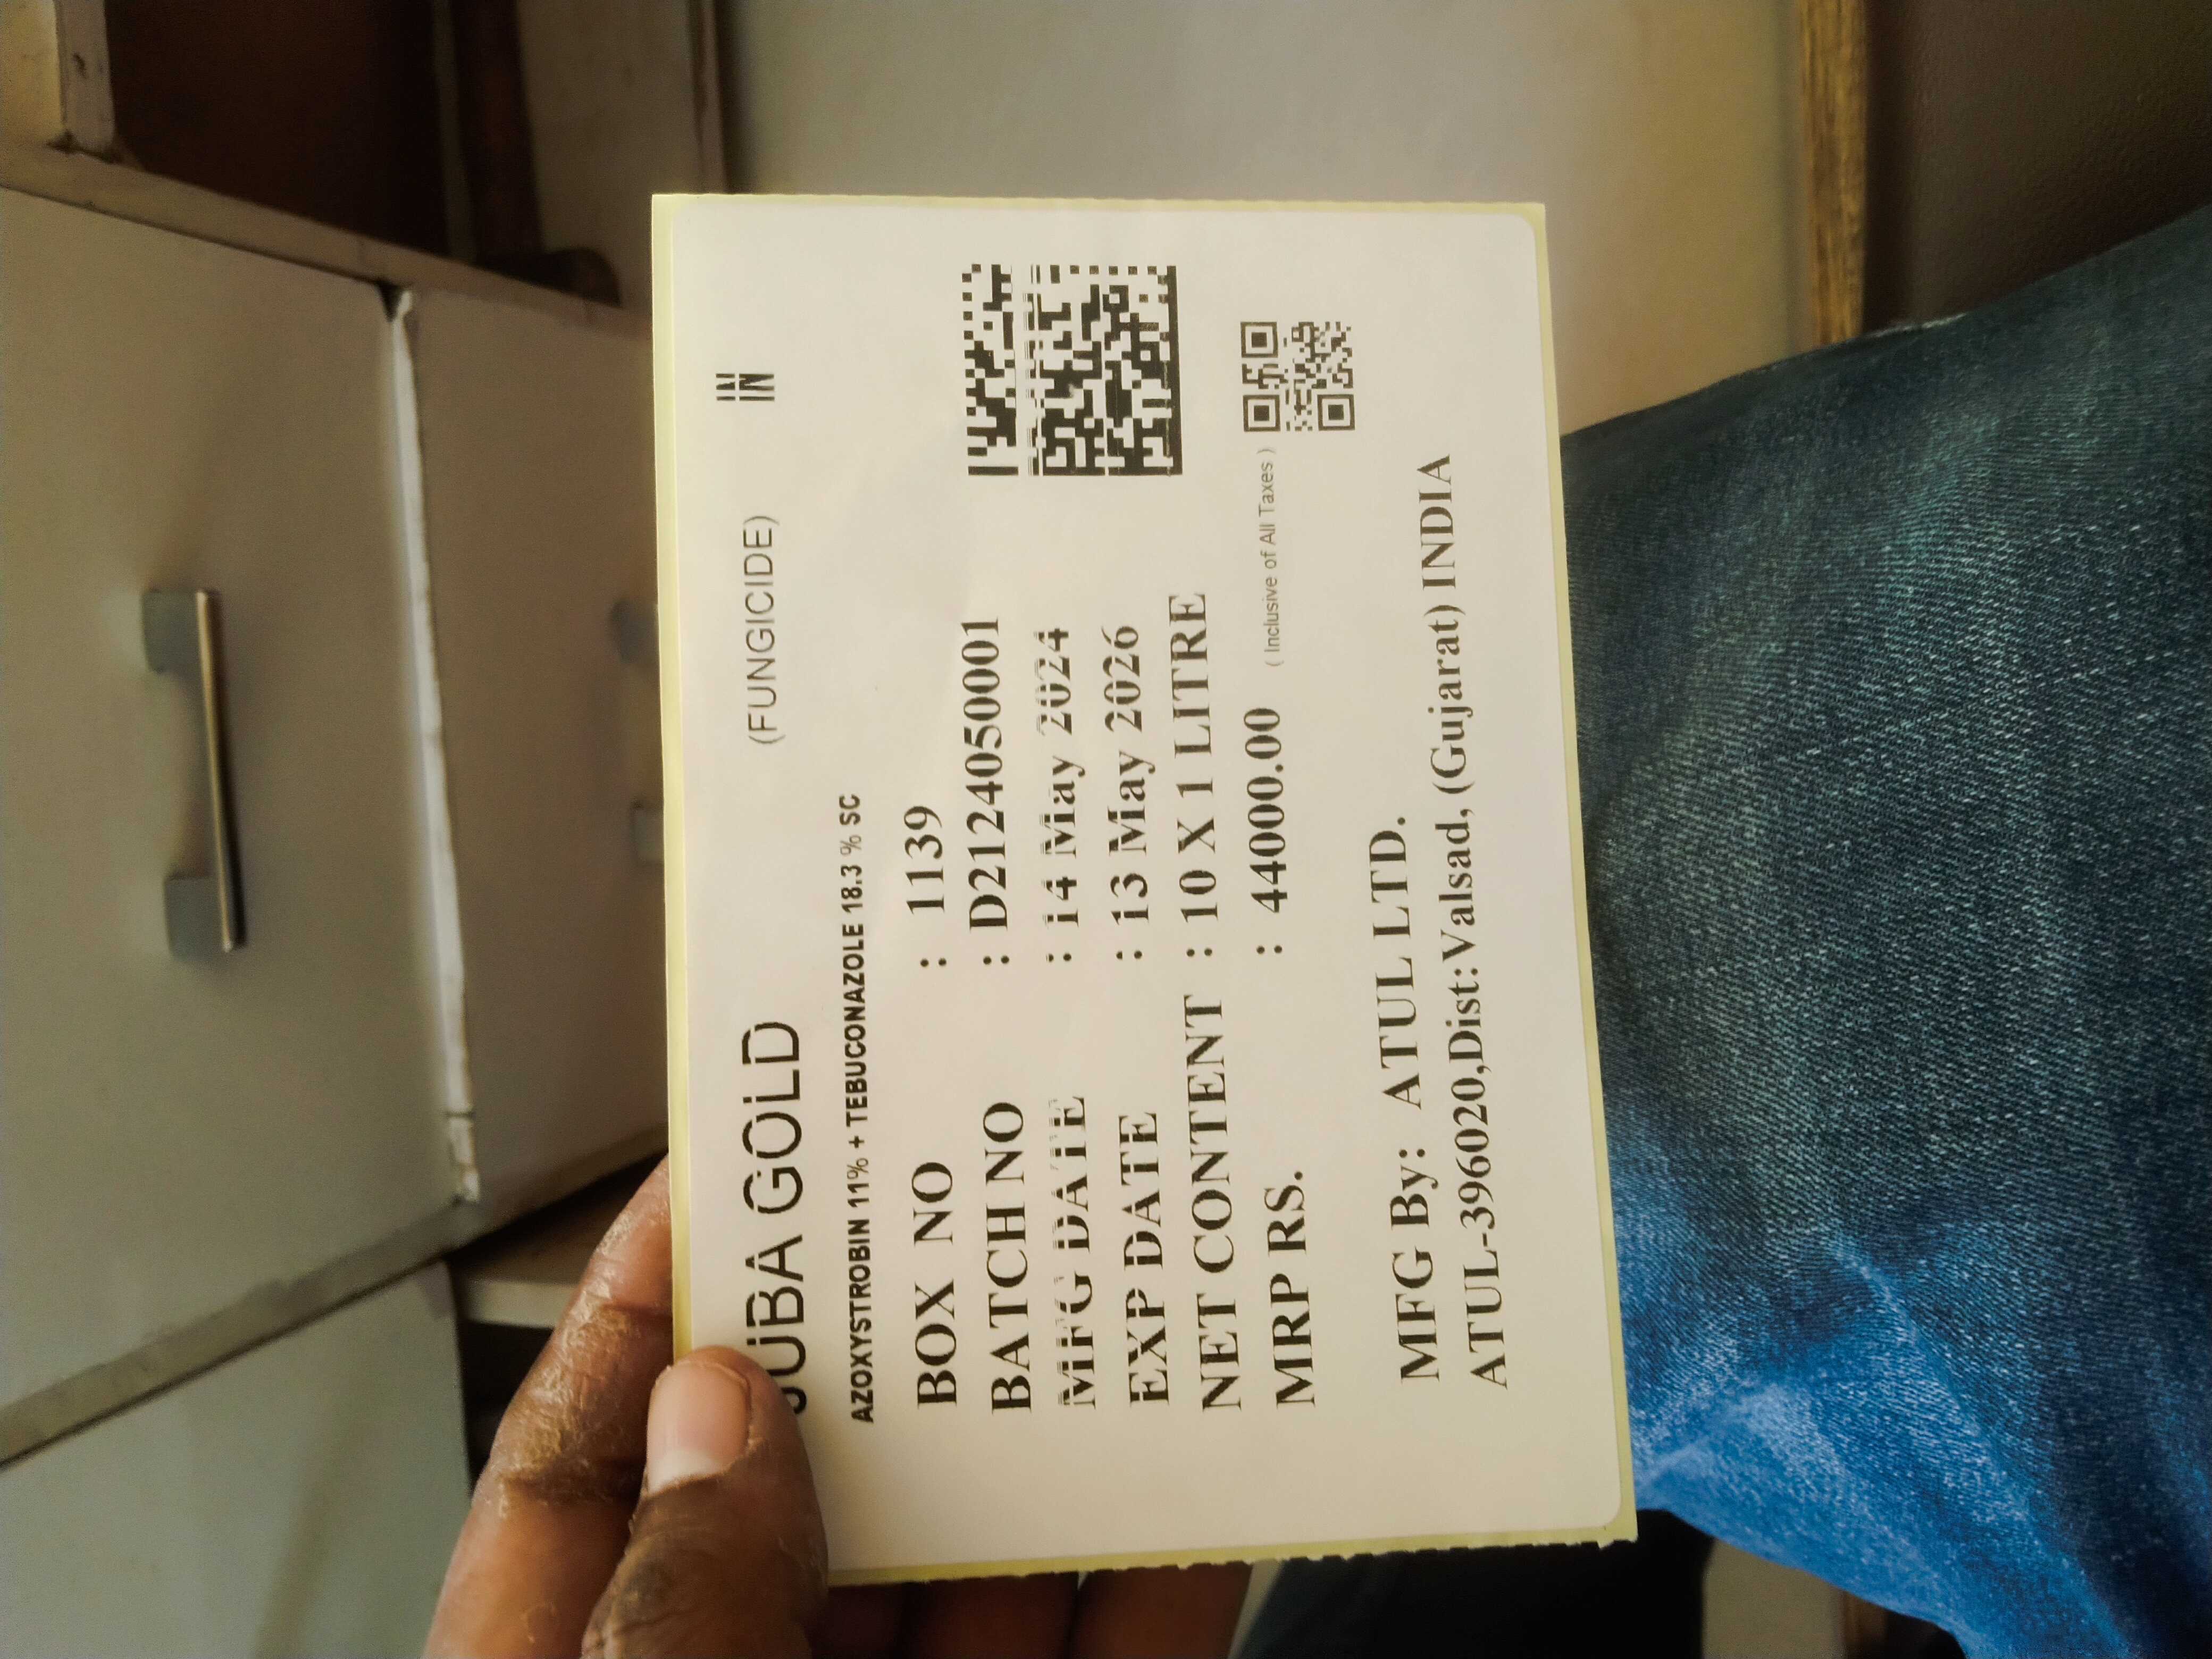 JUBA GOLD (FUNGICIDE) IN
AZOXYSTROBIN 11% + TEBUCONAZOLE 18.3 % SC
BOX NO : 1139
BATCH NO : D2124050001
MFG DATE : 14 May 2024
EXP DATE : 13 May 2026
NET CONTENT : 10 X 1 LITRE
MRP RS. : 44000.00 ( Inclusive of All Taxes )
MFG By: ATUL LTD.
ATUL-396020,Dist:Valsad, (Gujarat) INDIA